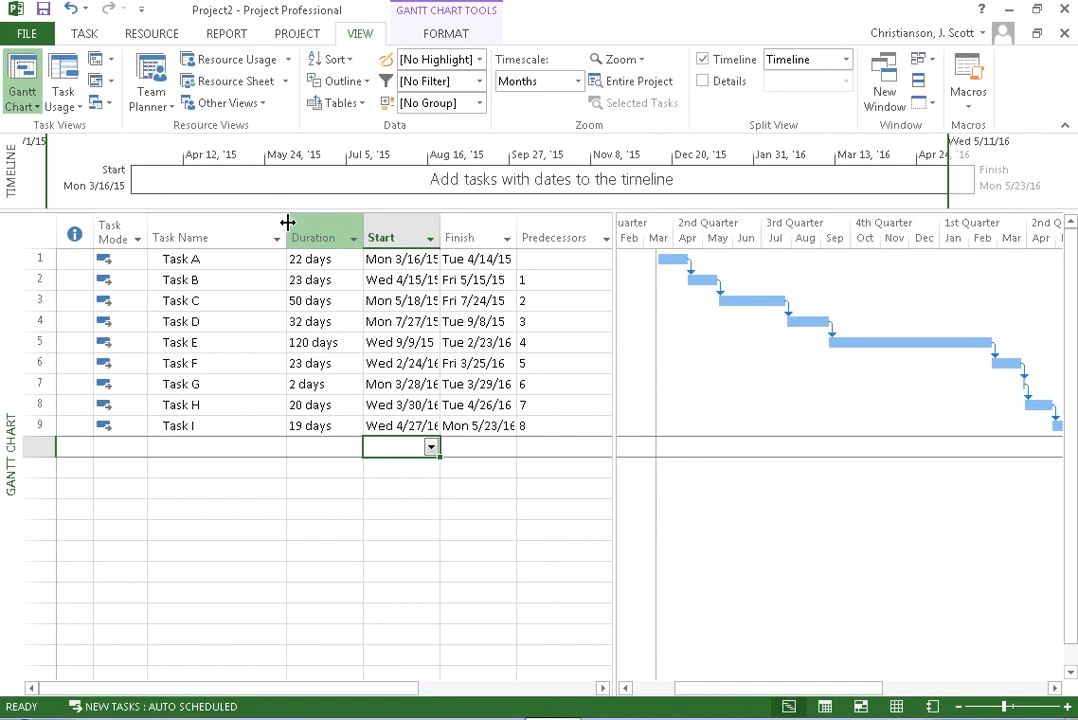 Project2 - Project Professional
GANTT CHART TOOLS
?
FILE TASK RESOURCE REPORT PROJECT VIEW FORMAT
Christianson, J. Scott
Gantt Chart
Task Usage
Task Views
Team Planner
Resource Usage
Resource Sheet
Other Views
Resource Views
Sort
Outline
Tables
[No Highlight]
[No Filter]
[No Group]
Data
Timescale:
Months
Zoom
Entire Project
Selected Tasks
Zoom
Timeline
Details
Timeline
Split View
New Window
Window
Macros
Macros
TIMELINE
/1/15
Wed 5/11/16
Apr 12, '15 May 24, '15 Jul 5, '15 Aug 16, '15 Sep 27, '15 Nov 8, '15 Dec 20, '15 Jan 31, '16 Mar 13, '16 Apr 24, '16
Start
Mon 3/16/15
Add tasks with dates to the timeline
Finish
Mon 5/23/16
GANTT CHART
Task Mode Task Name Duration Start Finish Predecessors
uarter 2nd Quarter 3rd Quarter 4th Quarter 1st Quarter 2nd Q
Feb Mar Apr May Jun Jul Aug Sep Oct Nov Dec Jan Feb Mar Apr
1 Task A 22 days Mon 3/16/15 Tue 4/14/15
2 Task B 23 days Wed 4/15/15 Fri 5/15/15 1
3 Task C 50 days Mon 5/18/15 Fri 7/24/15 2
4 Task D 32 days Mon 7/27/15 Tue 9/8/15 3
5 Task E 120 days Wed 9/9/15 Tue 2/23/16 4
6 Task F 23 days Wed 2/24/16 Fri 3/25/16 5
7 Task G 2 days Mon 3/28/16 Tue 3/29/16 6
8 Task H 20 days Wed 3/30/16 Tue 4/26/16 7
9 Task I 19 days Wed 4/27/16 Mon 5/23/16 8
READY NEW TASKS : AUTO SCHEDULED